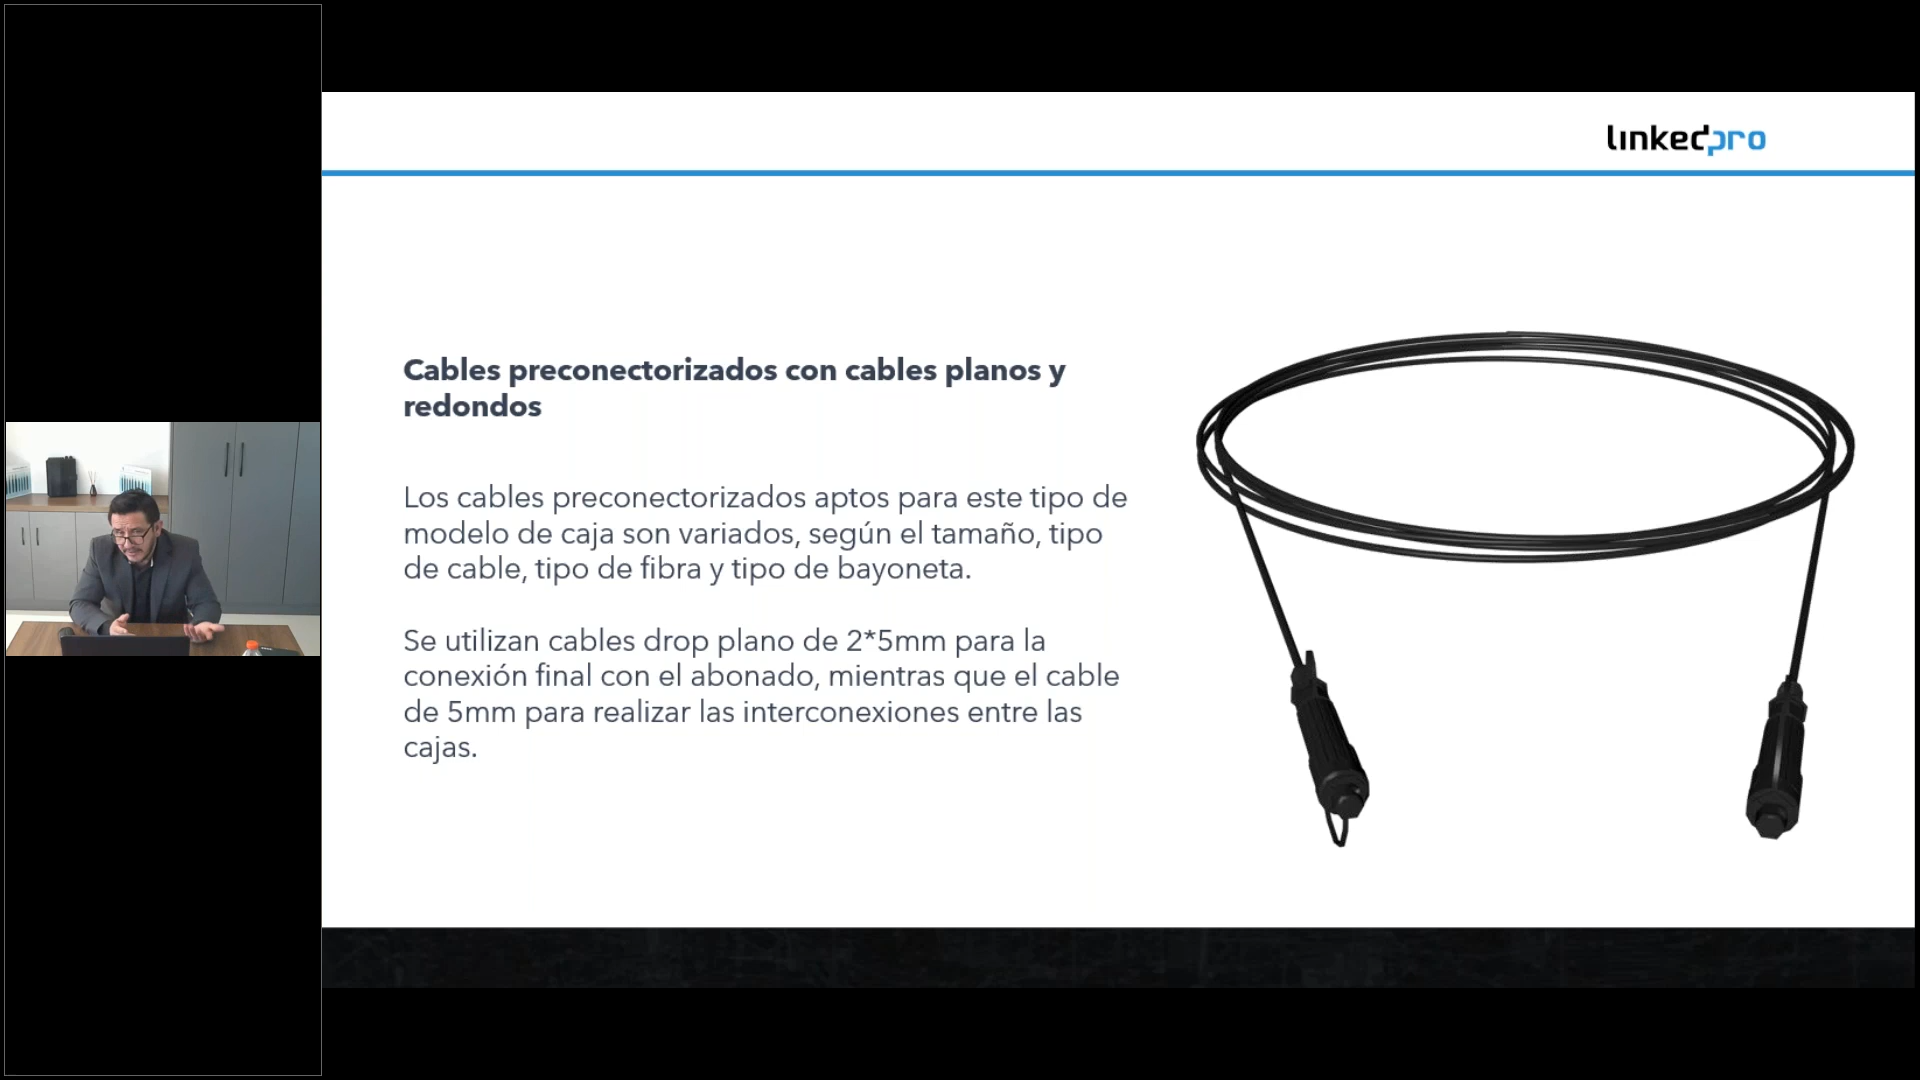 linkedpro
Cables preconectorizados con cables planos y
redondos
Los cables preconectorizados aptos para este tipo de
modelo de caja son variados, según el tamaño, tipo
de cable, tipo de fibra y tipo de bayoneta.
Se utilizan cables drop plano de 2*5mm para la
conexión final con el abonado, mientras que el cable
de 5mm para realizar las interconexiones entre las
cajas.